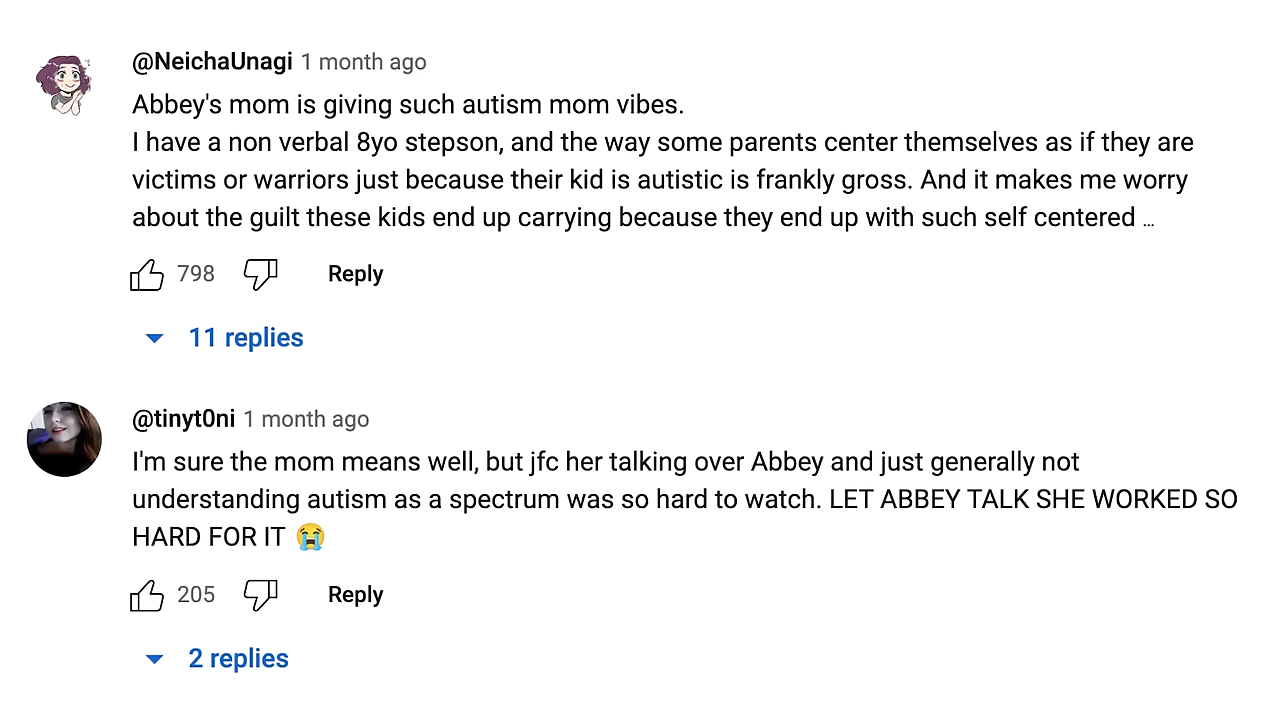 @NeichaUnagi 1 month ago
Abbey's mom is giving such autism mom vibes.
I have a non verbal 8yo stepson, and the way some parents center themselves as if they are
victims or warriors just because their kid is autistic is frankly gross. And it makes me worry
about the guilt these kids end up carrying because they end up with such self centered ...
798 Reply
11 replies
@tinyt0ni 1 month ago
I'm sure the mom means well, but jfc her talking over Abbey and just generally not
understanding autism as a spectrum was so hard to watch. LET ABBEY TALK SHE WORKED SO
HARD FOR IT 😭
205 Reply
2 replies